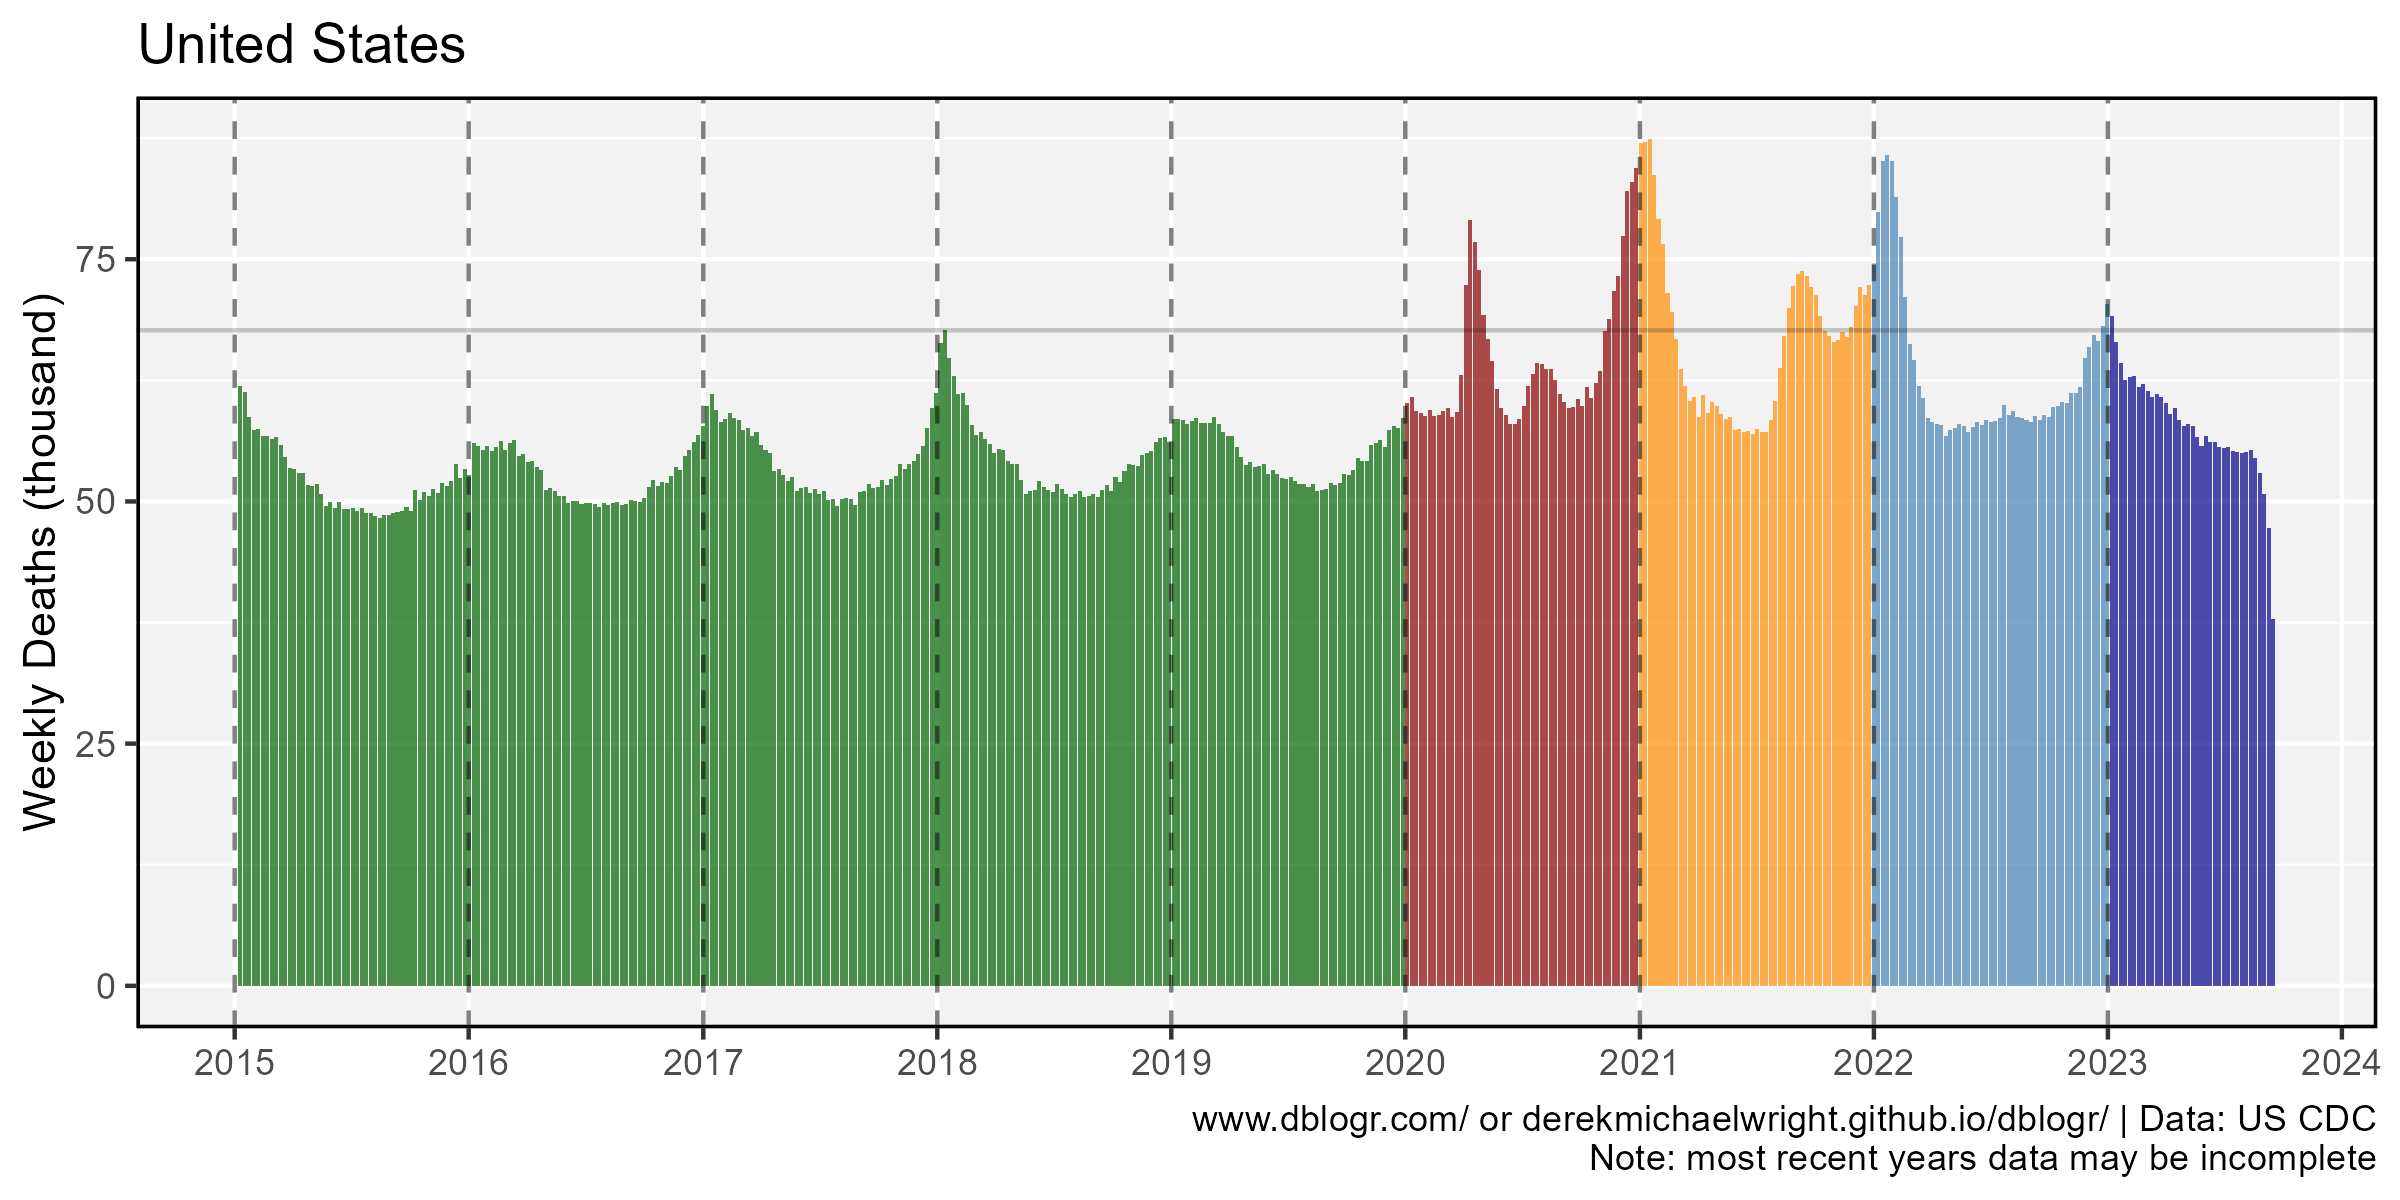 United States
Weekly Deaths (thousand)
75
50
25
0
2015 2016 2017 2018 2019 2020 2021 2022 2023 2024
www.dblogr.com/ or derekmichaelwright.github.io/dblogr/ | Data: US CDC
Note: most recent years data may be incomplete